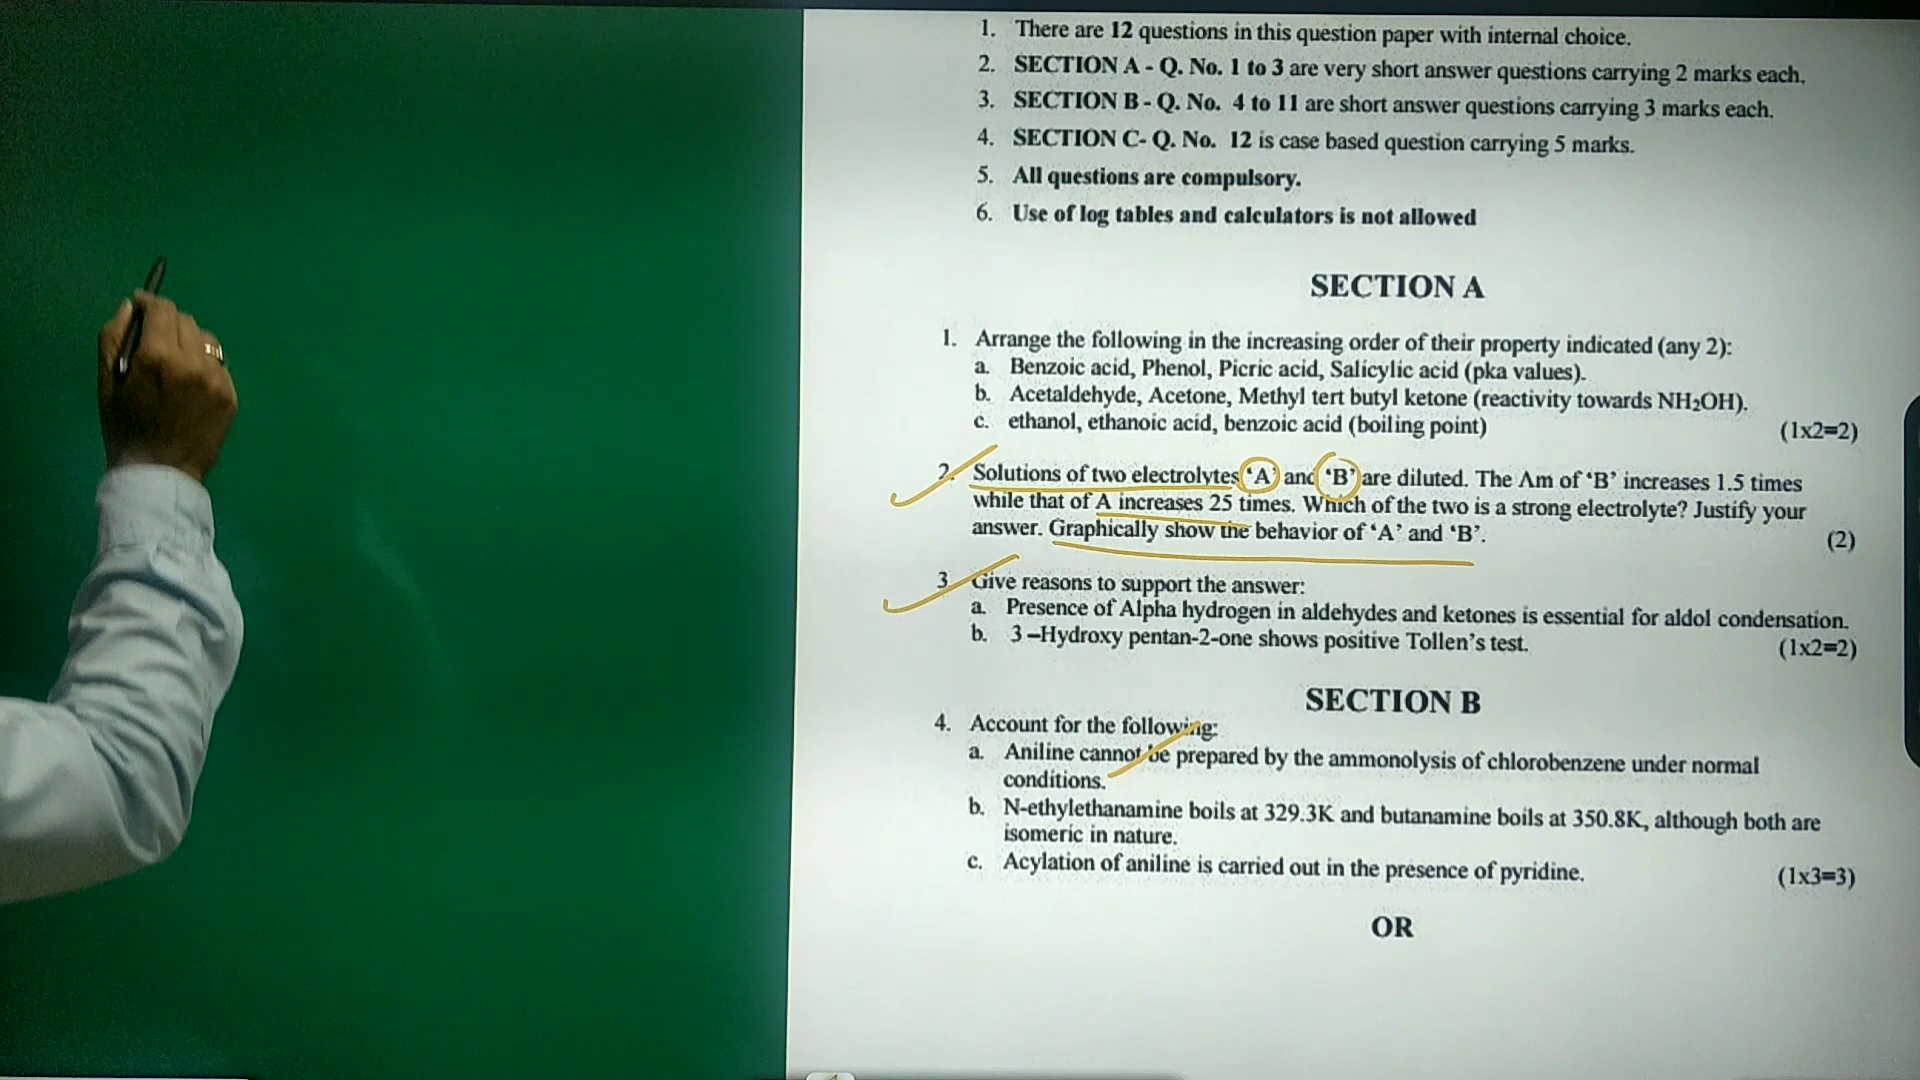 1. There are 12 questions in this question paper with internal choice.
2. SECTION A - Q. No. 1 to 3 are very short answer questions carrying 2 marks each.
3. SECTION B - Q. No. 4 to 11 are short answer questions carrying 3 marks each.
4. SECTION C- Q. No. 12 is case based question carrying 5 marks.
5. All questions are compulsory.
6. Use of log tables and calculators is not allowed
SECTION A
1. Arrange the following in the increasing order of their property indicated (any 2):
a. Benzoic acid, Phenol, Picric acid, Salicylic acid (pka values).
b. Acetaldehyde, Acetone, Methyl tert butyl ketone (reactivity towards NH₂OH).
c. ethanol, ethanoic acid, benzoic acid (boiling point) (1x2=2)
2. Solutions of two electrolytes ‘A’ and ‘B’ are diluted. The Λm of ‘B’ increases 1.5 times
while that of A increases 25 times. Which of the two is a strong electrolyte? Justify your
answer. Graphically show the behavior of ‘A’ and ‘B’. (2)
3 Give reasons to support the answer:
a. Presence of Alpha hydrogen in aldehydes and ketones is essential for aldol condensation.
b. 3 –Hydroxy pentan-2-one shows positive Tollen’s test. (1x2=2)
SECTION B
4. Account for the following:
a. Aniline cannot be prepared by the ammonolysis of chlorobenzene under normal
conditions.
b. N-ethylethanamine boils at 329.3K and butanamine boils at 350.8K, although both are
isomeric in nature.
c. Acylation of aniline is carried out in the presence of pyridine. (1x3=3)
OR